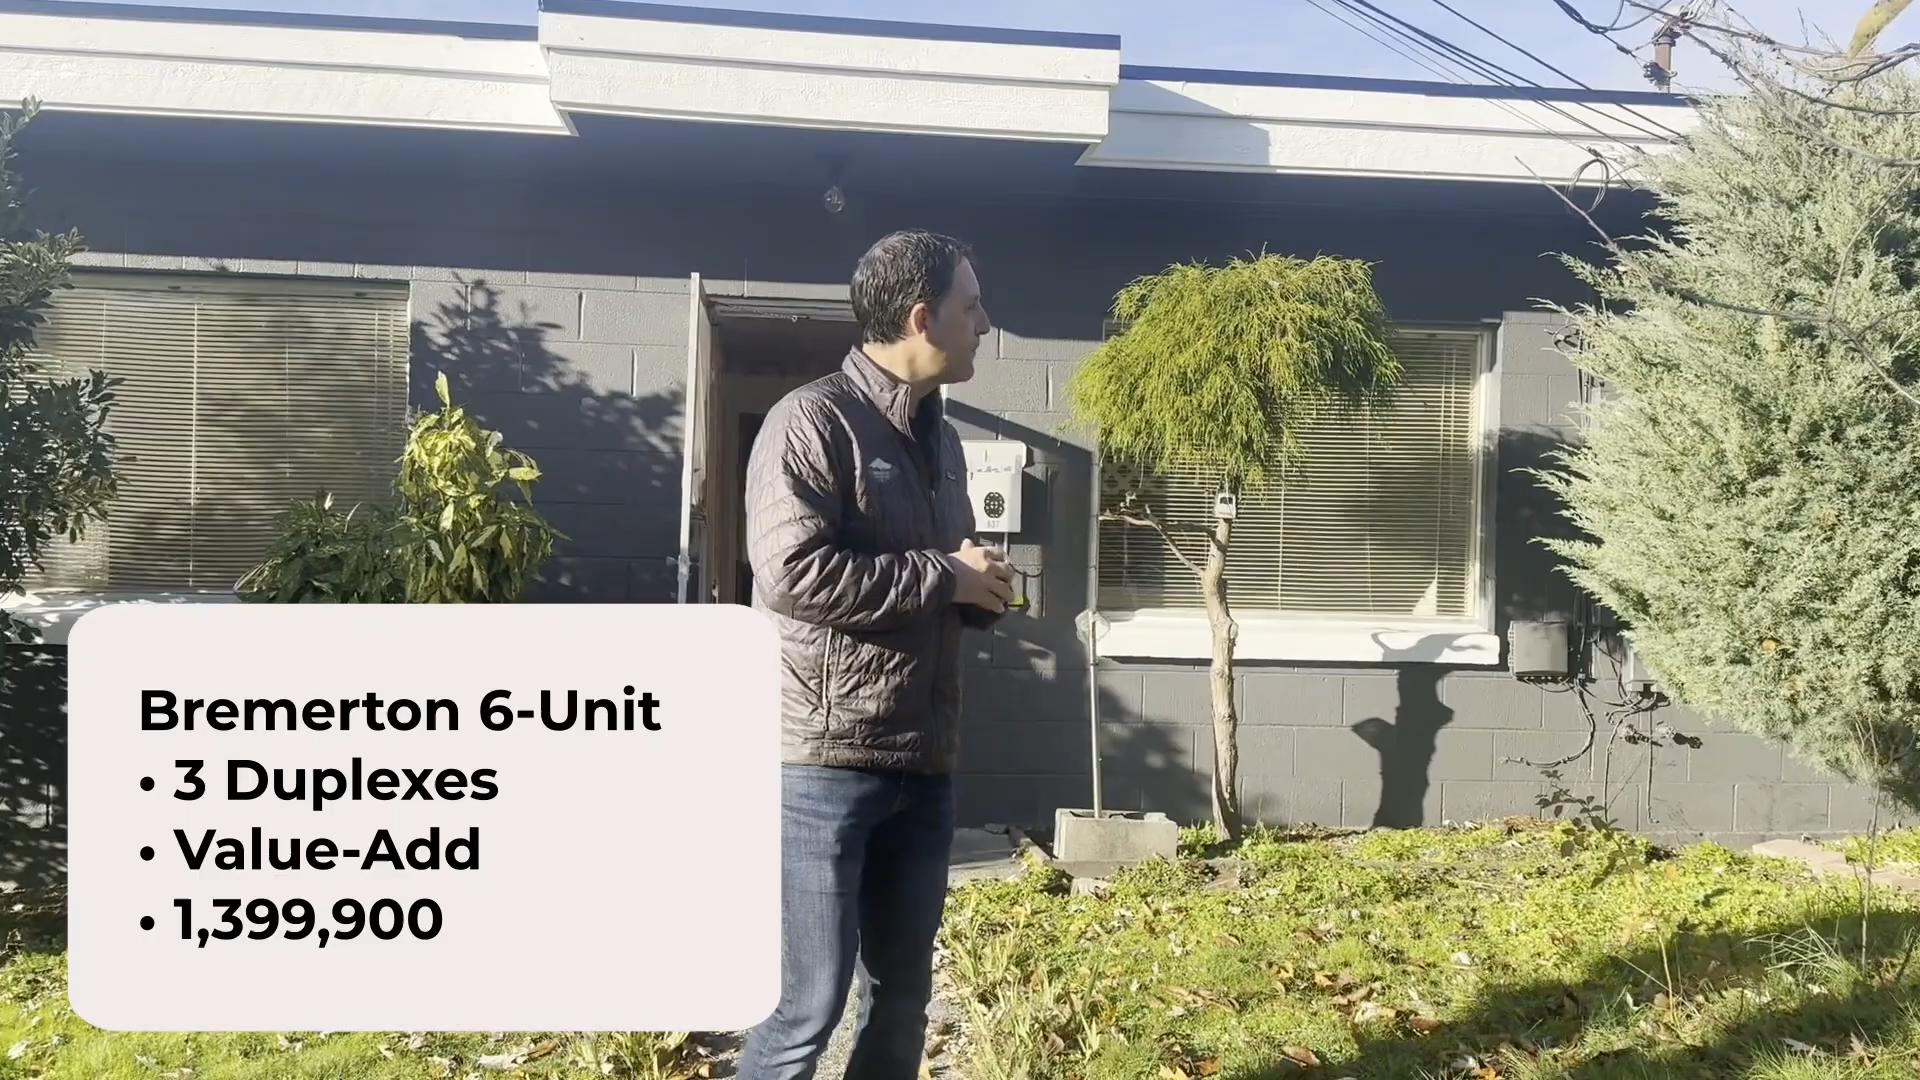 Bremerton 6-Unit
• 3 Duplexes
• Value-Add
• 1,399,900